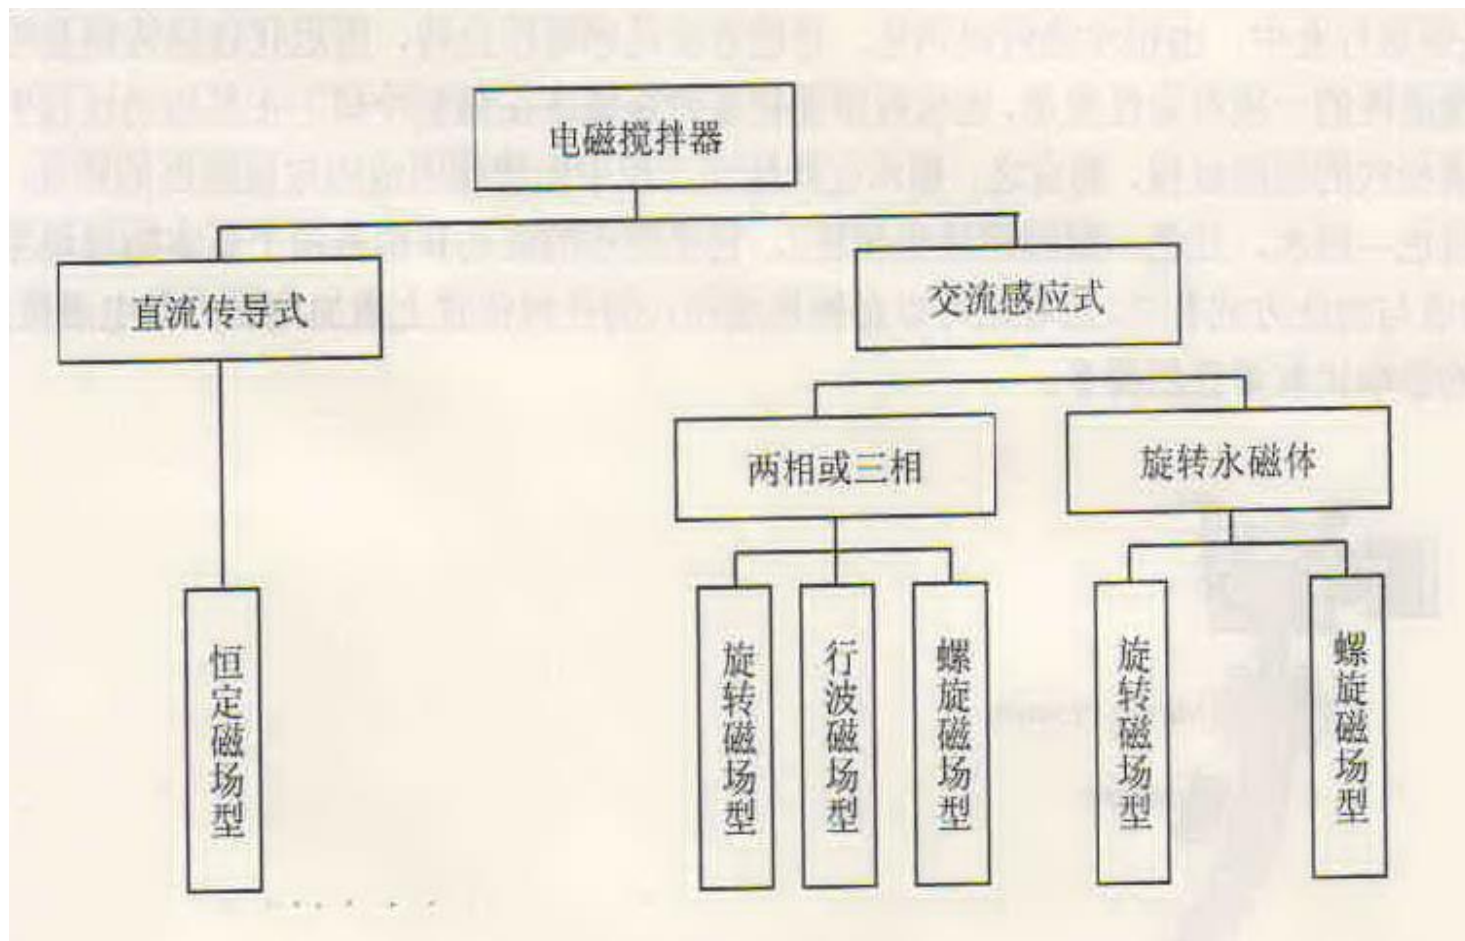 电磁搅拌器
直流传导式
交流感应式
两相或三相
旋转永磁体
恒定磁场型
旋转磁场型
行波磁场型
螺旋磁场型
旋转磁场型
螺旋磁场型